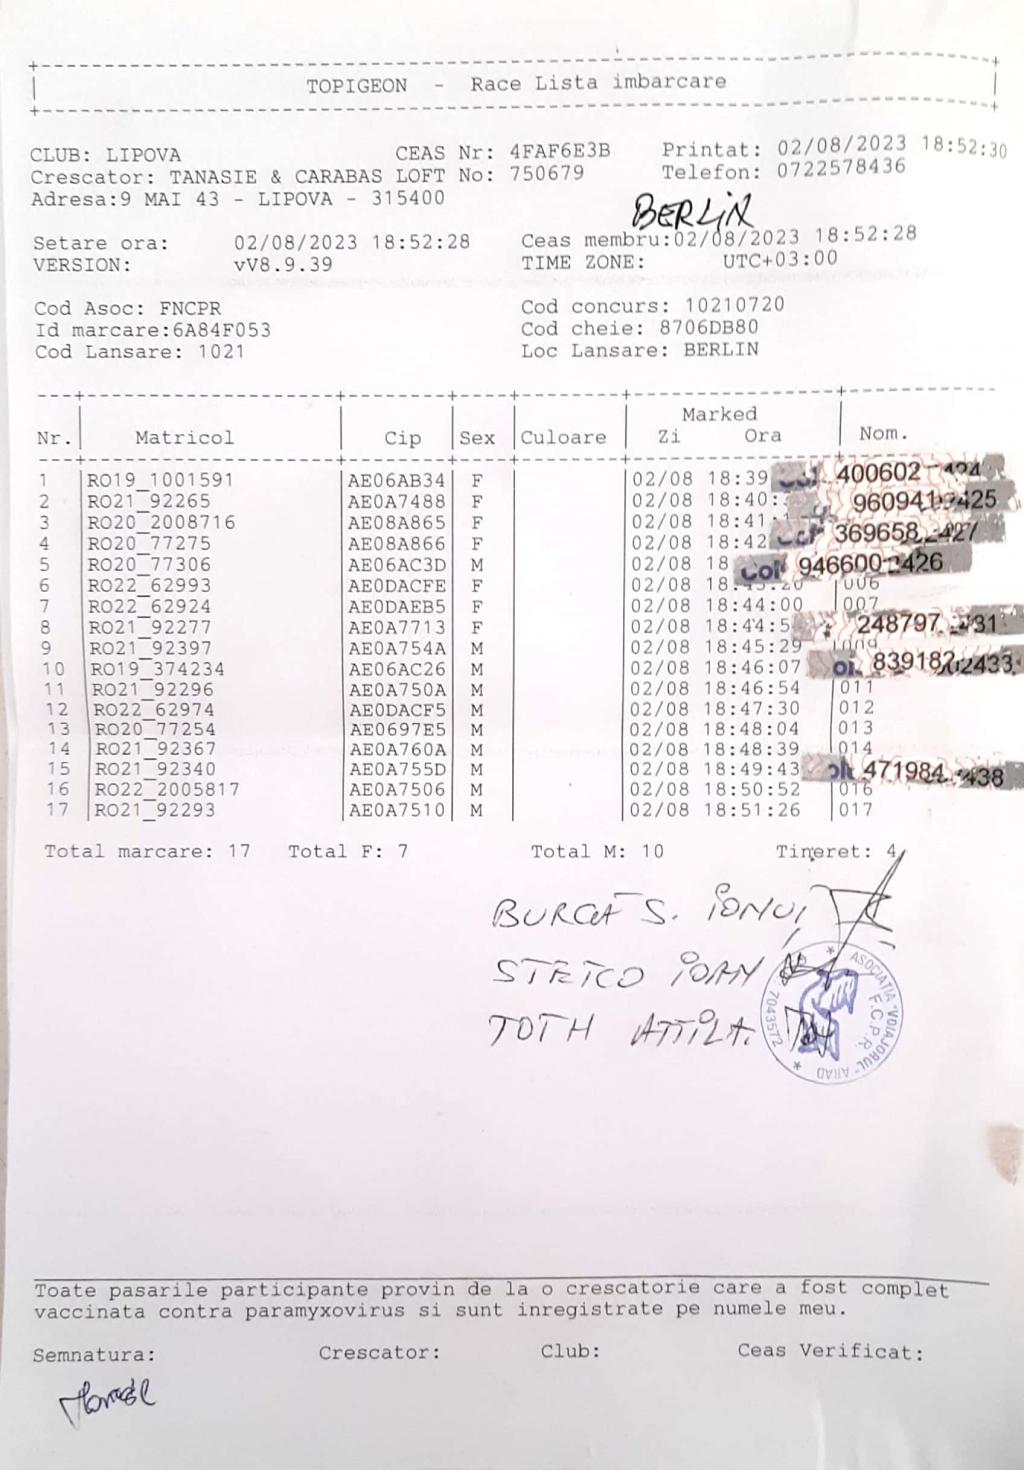 TOPIGEON - Race Lista imbarcare
CLUB: LIPOVA CEAS Nr: 4FAF6E3B Printat: 02/08/2023 18:52:30
Crescator: TANASIE & CARABAS LOFT No: 750679 Telefon: 0722578436
Adresa:9 MAI 43 - LIPOVA - 315400
BERLIN
Setare ora: 02/08/2023 18:52:28 Ceas membru:02/08/2023 18:52:28
VERSION: vV8.9.39 TIME ZONE: UTC+03:00
Cod Asoc: FNCPR Cod concurs: 10210720
Id marcare:6A84F053 Cod cheie: 8706DB80
Cod Lansare: 1021 Loc Lansare: BERLIN
Marked
Nr. Matricol Cip Sex Culoare Zi Ora Nom.
1 RO19_1001591 AE06AB34 F 02/08 18:39 400602
2 RO21_92265 AE0A7488 F 02/08 18:40: 960941 2425
3 RO20_2008716 AE08A865 F 02/08 18:41
4 RO20_77275 AE08A866 F 02/08 18:42 369658 2427
5 RO20_77306 AE06AC3D M 02/08 18 946600 2426
6 RO22_62993 AE0DACFE F 02/08 006
7 RO22_62924 AE0DAEB5 F 02/08 18:44:00 007
8 RO21_92277 AE0A7713 F 02/08 18:44:5 248797
9 RO21_92397 AE0A754A M 02/08 18:45:29 009
10 RO19_374234 AE06AC26 M 02/08 18:46:07 839182 2433
11 RO21_92296 AE0A750A M 02/08 18:46:54 011
12 RO22_62974 AE0DACF5 M 02/08 18:47:30 012
13 RO20_77254 AE0697E5 M 02/08 18:48:04 013
14 RO21_92367 AE0A760A M 02/08 18:48:39 014
15 RO21_92340 AE0A755D M 02/08 18:49:43 471984
16 RO22_2005817 AE0A7506 M 02/08 18:50:52 016
17 RO21_92293 AE0A7510 M 02/08 18:51:26 017
Total marcare: 17 Total F: 7 Total M: 10 Tineret: 4
BURCĂ S. IONUȚ
STEICO IOAN
TOTH ATTILA.
ASOCIATIA "VOIAJORUL" ARAD
F.C.P.R.
7043572
Toate pasarile participante provin de la o crescatorie care a fost complet
vaccinata contra paramyxovirus si sunt inregistrate pe numele meu.
Semnatura: Crescator: Club: Ceas Verificat: